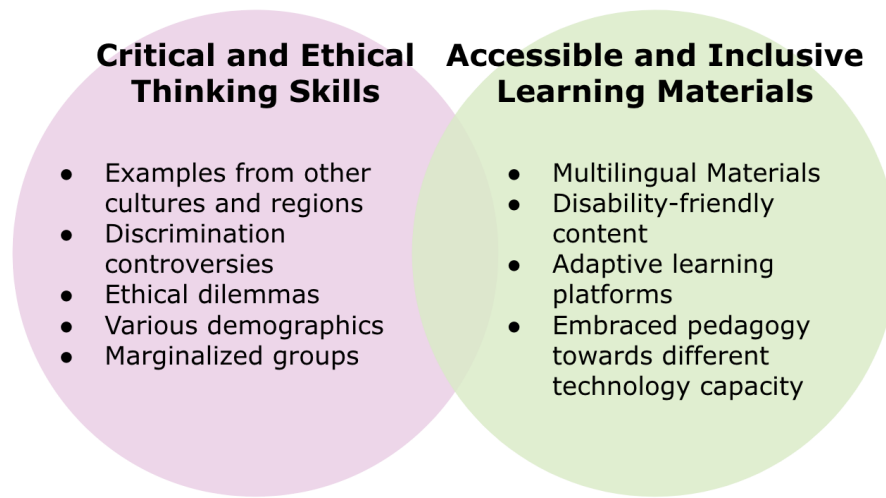 Critical and Ethical
Thinking Skills
● Examples from other
cultures and regions
● Discrimination
controversies
● Ethical dilemmas
● Various demographics
● Marginalized groups
Accessible and Inclusive
Learning Materials
● Multilingual Materials
● Disability-friendly
content
● Adaptive learning
platforms
● Embraced pedagogy
towards different
technology capacity